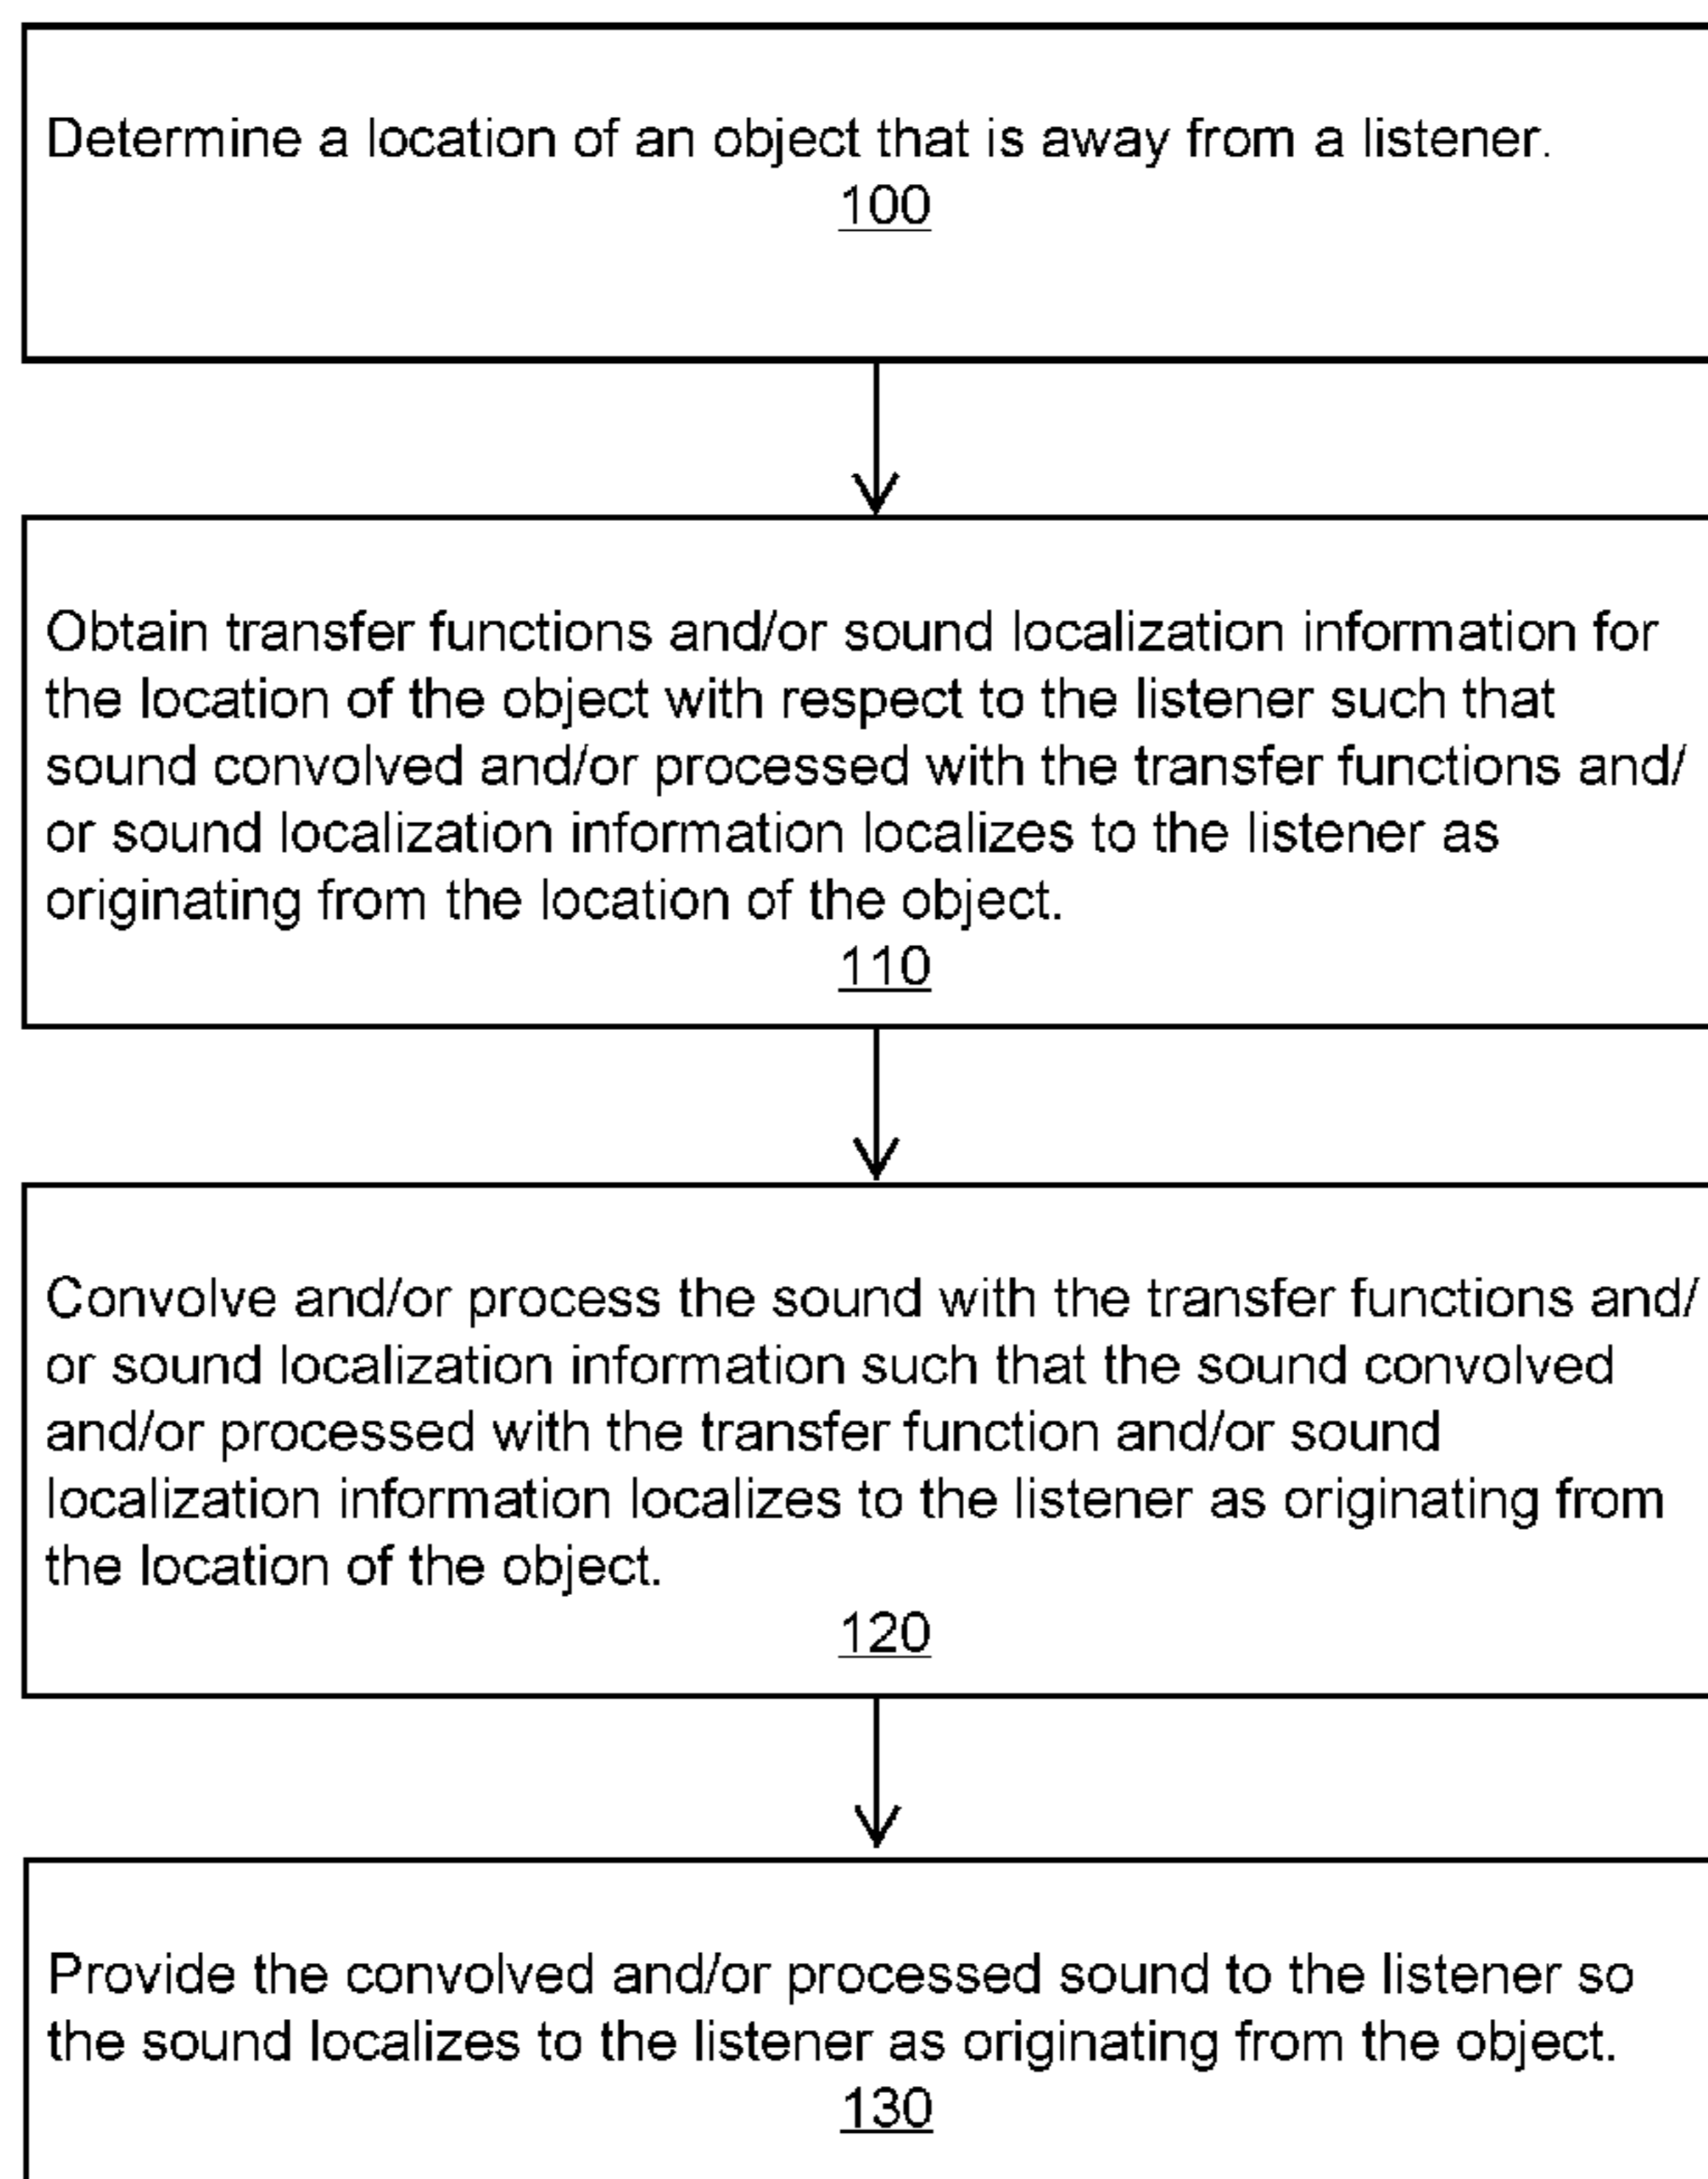 Determine a location of an object that is away from a listener.
100
Obtain transfer functions and/or sound localization information for
the location of the object with respect to the listener such that
sound convolved and/or processed with the transfer functions and/
or sound localization information localizes to the listener as
originating from the location of the object.
110
Convolve and/or process the sound with the transfer functions and/
or sound localization information such that the sound convolved
and/or processed with the transfer function and/or sound
localization information localizes to the listener as originating from
the location of the object.
120
Provide the convolved and/or processed sound to the listener so
the sound localizes to the listener as originating from the object.
130